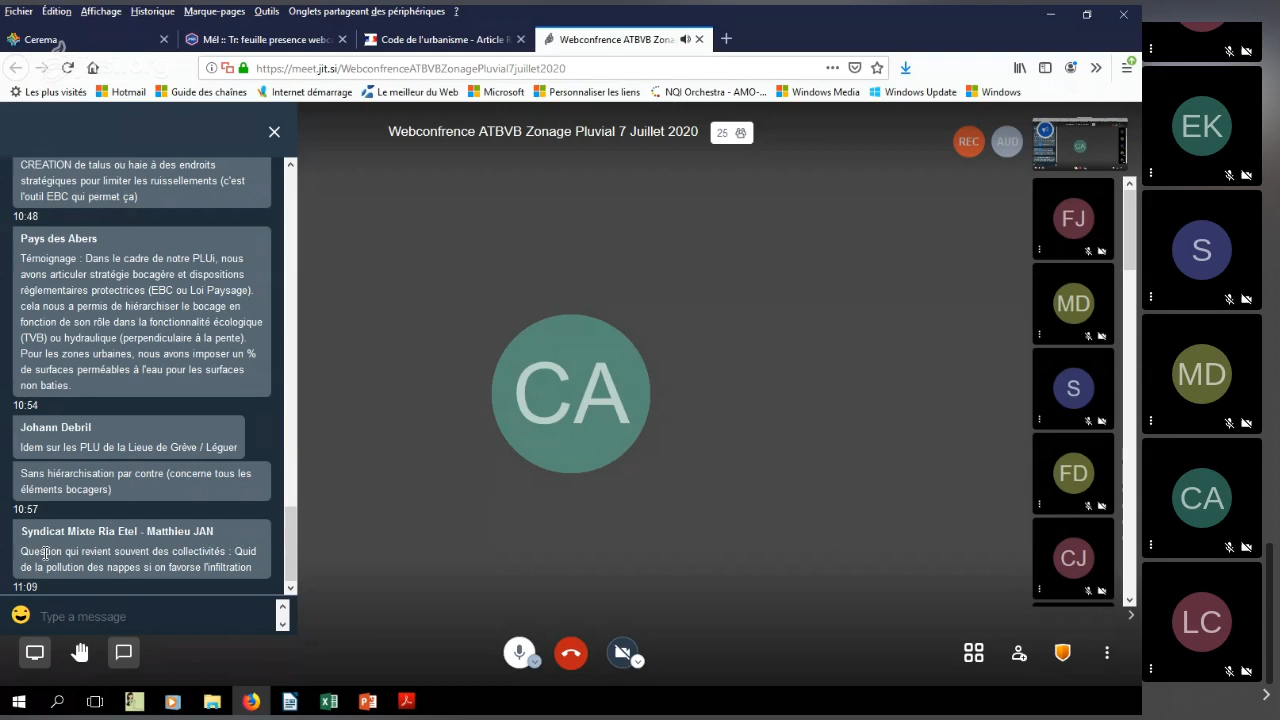 Fichier Édition Affichage Historique Marque-pages Outils Onglets partageant des périphériques ?
Cerema
Mél :: Tr: feuille presence webc
Code de l'urbanisme - Article R
Webconfrence ATBVB Zona
https://meet.jit.si/WebconfrenceATBVBZonagePluvial7juillet2020
Les plus visités Hotmail Guide des chaînes Internet démarrage Le meilleur du Web Microsoft Personnaliser les liens NQI Orchestra - AMO-... Windows Media Windows Update Windows
Webconfrence ATBVB Zonage Pluvial 7 Juillet 2020 25
REC AUD
CREATION de talus ou haie à des endroits
stratégiques pour limiter les ruissellements (c'est
l'outil EBC qui permet ça)
10:48
Pays des Abers
Témoignage : Dans le cadre de notre PLUi, nous
avons articuler stratégie bocagère et dispositions
règlementaires protectrices (EBC ou Loi Paysage).
cela nous a permis de hiérarchiser le bocage en
fonction de son rôle dans la fonctionnalité écologique
(TVB) ou hydraulique (perpendiculaire à la pente).
Pour les zones urbaines, nous avons imposer un %
de surfaces perméables à l'eau pour les surfaces
non baties.
10:54
Johann Debril
Idem sur les PLU de la Lieue de Grève / Léguer
Sans hiérarchisation par contre (concerne tous les
éléments bocagers)
10:57
Syndicat Mixte Ria Etel - Matthieu JAN
Question qui revient souvent des collectivités : Quid
de la pollution des nappes si on favorse l'infiltration
11:09
Type a message
CA
CA
FJ
MD
S
FD
CJ
EK
S
MD
CA
LC